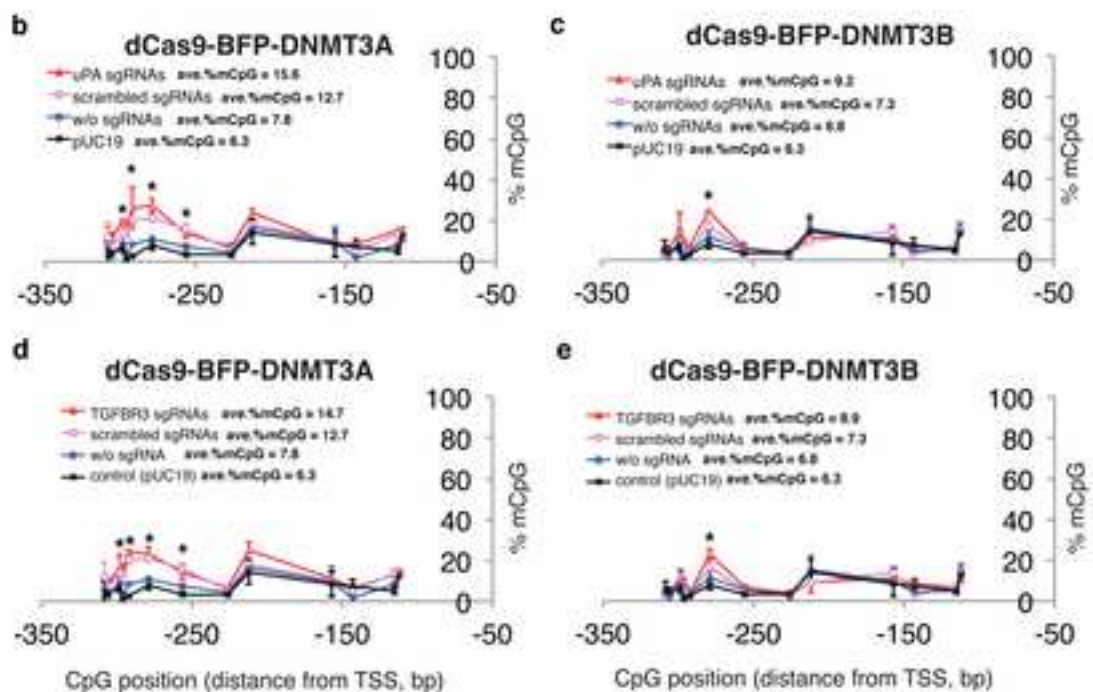 b
dCas9-BFP-DNMT3A
uPA sgRNAs ave.%mCpG = 15.6
scrambled sgRNAs ave.%mCpG = 12.7
w/o sgRNAs ave.%mCpG = 7.8
pUC19 ave.%mCpG = 6.3
100
80
60
40
20
0
% mCpG
* * * *
-350 -250 -150 -50
c
dCas9-BFP-DNMT3B
uPA sgRNAs ave.%mCpG = 9.2
scrambled sgRNAs ave.%mCpG = 7.3
w/o sgRNAs ave.%mCpG = 6.8
pUC19 ave.%mCpG = 6.3
100
80
60
40
20
0
% mCpG
*
-350 -250 -150 -50
d
dCas9-BFP-DNMT3A
TGFBR3 sgRNAs ave.%mCpG = 14.7
scrambled sgRNAs ave.%mCpG = 12.7
w/o sgRNA ave.%mCpG = 7.8
control (pUC19) ave.%mCpG = 6.3
100
80
60
40
20
0
% mCpG
* * * *
-350 -250 -150 -50
CpG position (distance from TSS, bp)
e
dCas9-BFP-DNMT3B
TGFBR3 sgRNAs ave.%mCpG = 8.9
scrambled sgRNAs ave.%mCpG = 7.3
w/o sgRNA ave.%mCpG = 6.8
control (pUC19) ave.%mCpG = 6.3
100
80
60
40
20
0
% mCpG
*
-350 -250 -150 -50
CpG position (distance from TSS, bp)